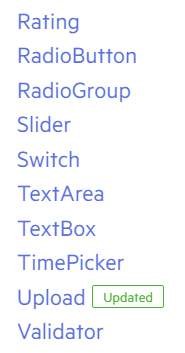 Rating
RadioButton
RadioGroup
Slider
Switch
TextArea
TextBox
TimePicker
Upload Updated
Validator